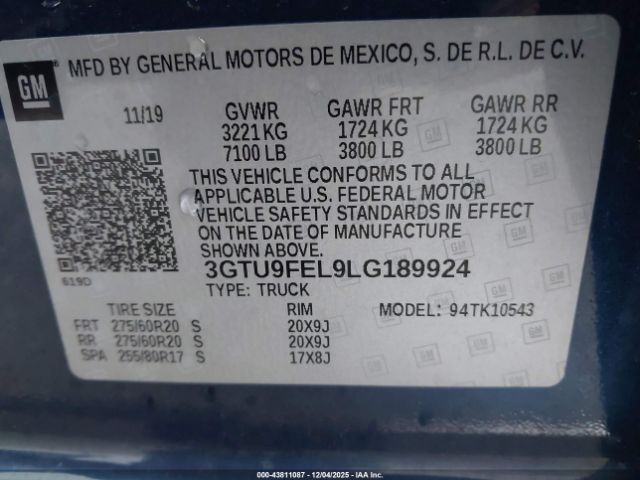 GM
MFD BY GENERAL MOTORS DE MEXICO, S. DE R.L. DE C.V.
11/19 GVWR GAWR FRT GAWR RR
3221 KG 1724 KG 1724 KG
7100 LB 3800 LB 3800 LB
THIS VEHICLE CONFORMS TO ALL
APPLICABLE U.S. FEDERAL MOTOR
VEHICLE SAFETY STANDARDS IN EFFECT
ON THE DATE OF MANUFACTURE
SHOWN ABOVE.
619D 3GTU9FEL9LG189924
TYPE: TRUCK
TIRE SIZE RIM MODEL: 94TK10543
FRT 275/60R20 S 20X9J
RR 275/60R20 S 20X9J
SPA 255/80R17 S 17X8J
000-43811087 - 12/04/2025 - IAA Inc.